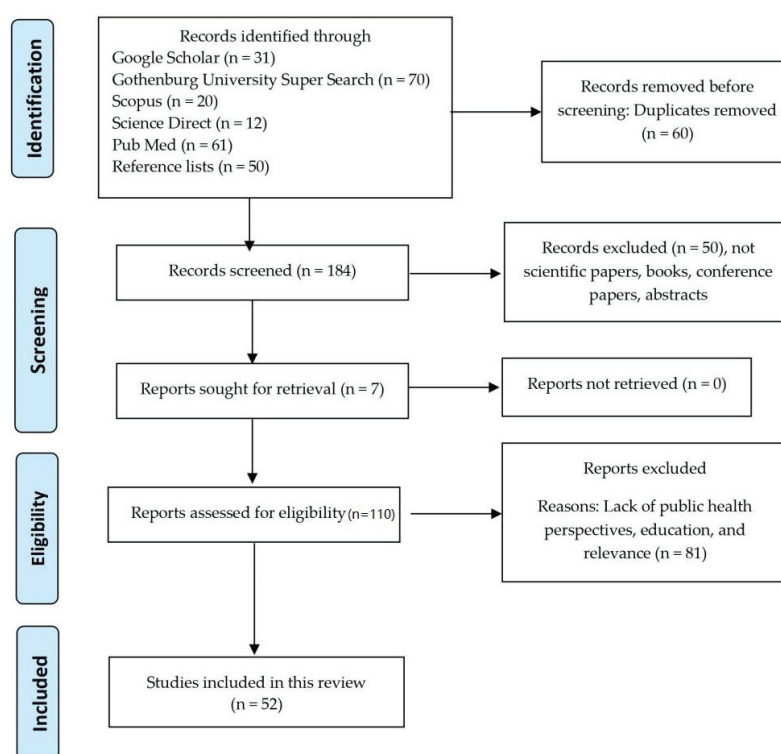 Identification
Records identified through
Google Scholar (n = 31)
Gothenburg University Super Search (n = 70)
Scopus (n = 20)
Science Direct (n = 12)
Pub Med (n = 61)
Reference lists (n = 50)
Records removed before
screening: Duplicates removed
(n = 60)
Screening
Records screened (n = 184)
Records excluded (n = 50), not
scientific papers, books, conference
papers, abstracts
Reports sought for retrieval (n = 7)
Reports not retrieved (n = 0)
Eligibility
Reports assessed for eligibility (n=110)
Reports excluded
Reasons: Lack of public health
perspectives, education, and
relevance (n = 81)
Included
Studies included in this review
(n = 52)